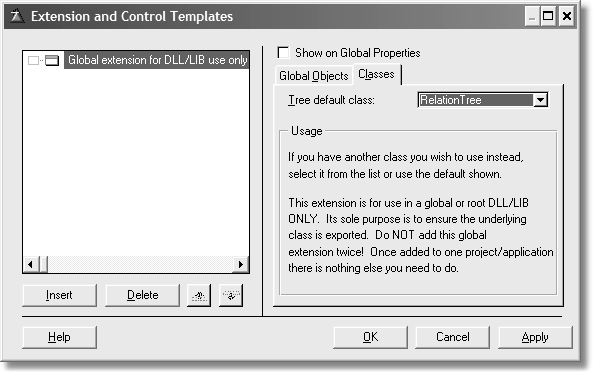 Extension and Control Templates
Global extension for DLL/LIB use only
Show on Global Properties
Global Objects
Classes
Tree default class:
RelationTree
Usage
If you have another class you wish to use instead,
select it from the list or use the default shown.
This extension is for use in a global or root DLL/LIB
ONLY. Its sole purpose is to ensure the underlying
class is exported. Do NOT add this global
extension twice! Once added to one project/application
there is nothing else you need to do.
Insert
Delete
Help
OK
Cancel
Apply